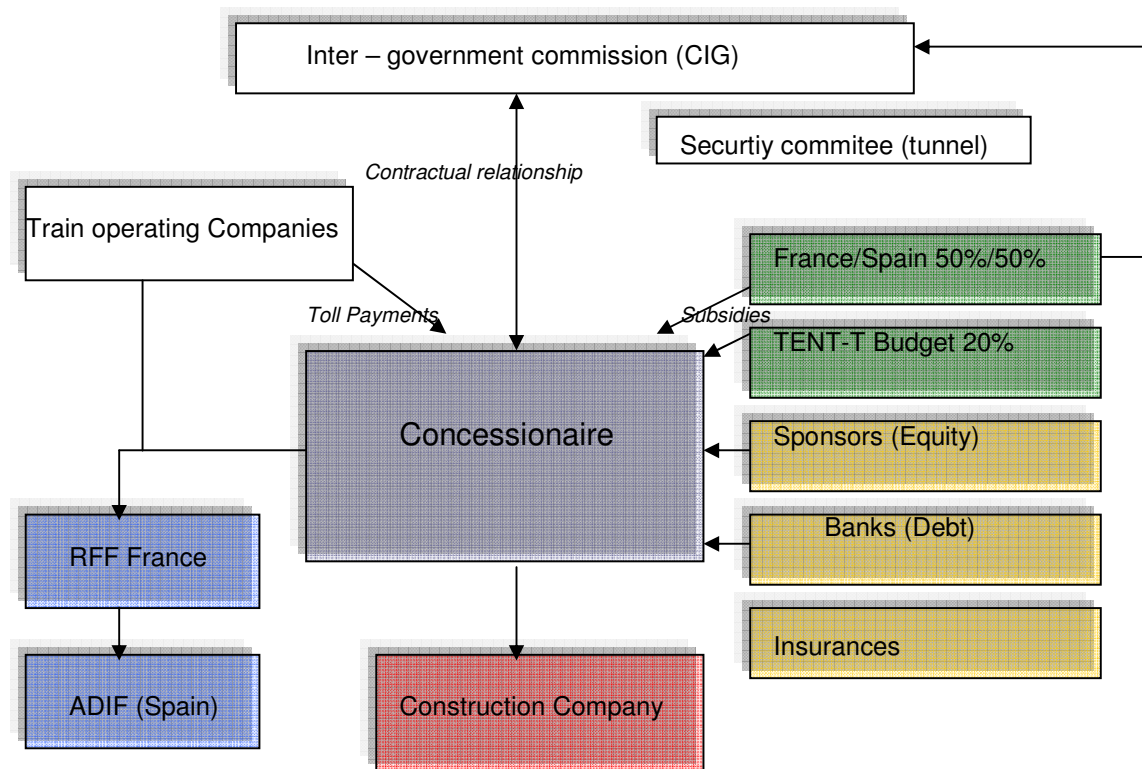 Inter – government commission (CIG)
Securtiy commitee (tunnel)
Contractual relationship
Train operating Companies
France/Spain 50%/50%
Toll Payments
Subsidies
TENT-T Budget 20%
Concessionaire
Sponsors (Equity)
Banks (Debt)
RFF France
Insurances
ADIF (Spain)
Construction Company